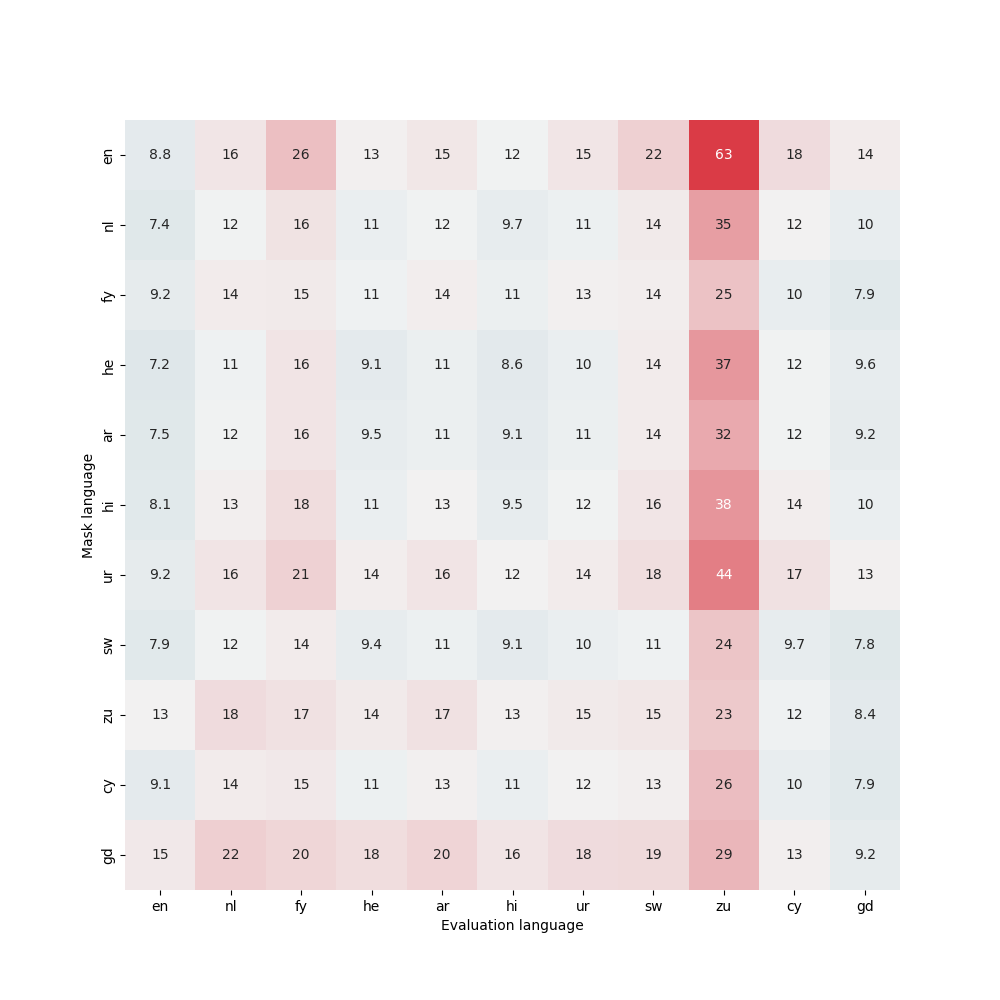 en 8.8 16 26 13 15 12 15 22 63 18 14
nl 7.4 12 16 11 12 9.7 11 14 35 12 10
fy 9.2 14 15 11 14 11 13 14 25 10 7.9
he 7.2 11 16 9.1 11 8.6 10 14 37 12 9.6
ar 7.5 12 16 9.5 11 9.1 11 14 32 12 9.2
Mask language
hi 8.1 13 18 11 13 9.5 12 16 38 14 10
ur 9.2 16 21 14 16 12 14 18 44 17 13
sw 7.9 12 14 9.4 11 9.1 10 11 24 9.7 7.8
zu 13 18 17 14 17 13 15 15 23 12 8.4
cy 9.1 14 15 11 13 11 12 13 26 10 7.9
gd 15 22 20 18 20 16 18 19 29 13 9.2
en nl fy he ar hi ur sw zu cy gd
Evaluation language